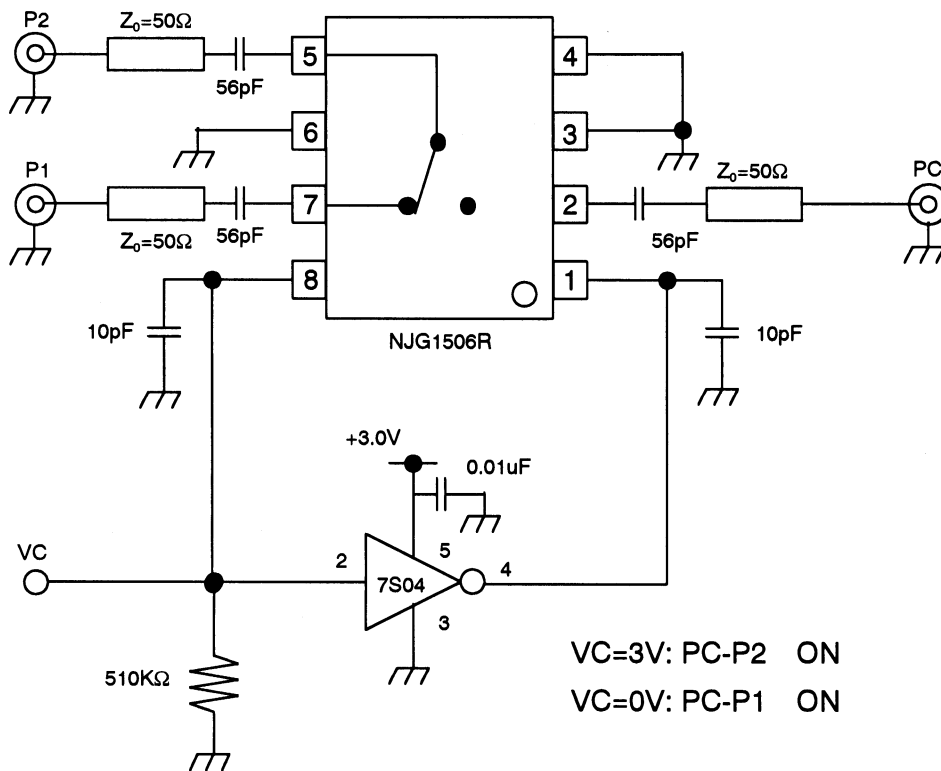 P2
Z₀=50Ω
56pF
5
4
6
3
P1
Z₀=50Ω
56pF
7
2
56pF
Z₀=50Ω
PC
8
1
10pF
10pF
NJG1506R
+3.0V
0.01uF
VC
2
7S04
5
4
3
510KΩ
VC=3V: PC-P2 ON
VC=0V: PC-P1 ON